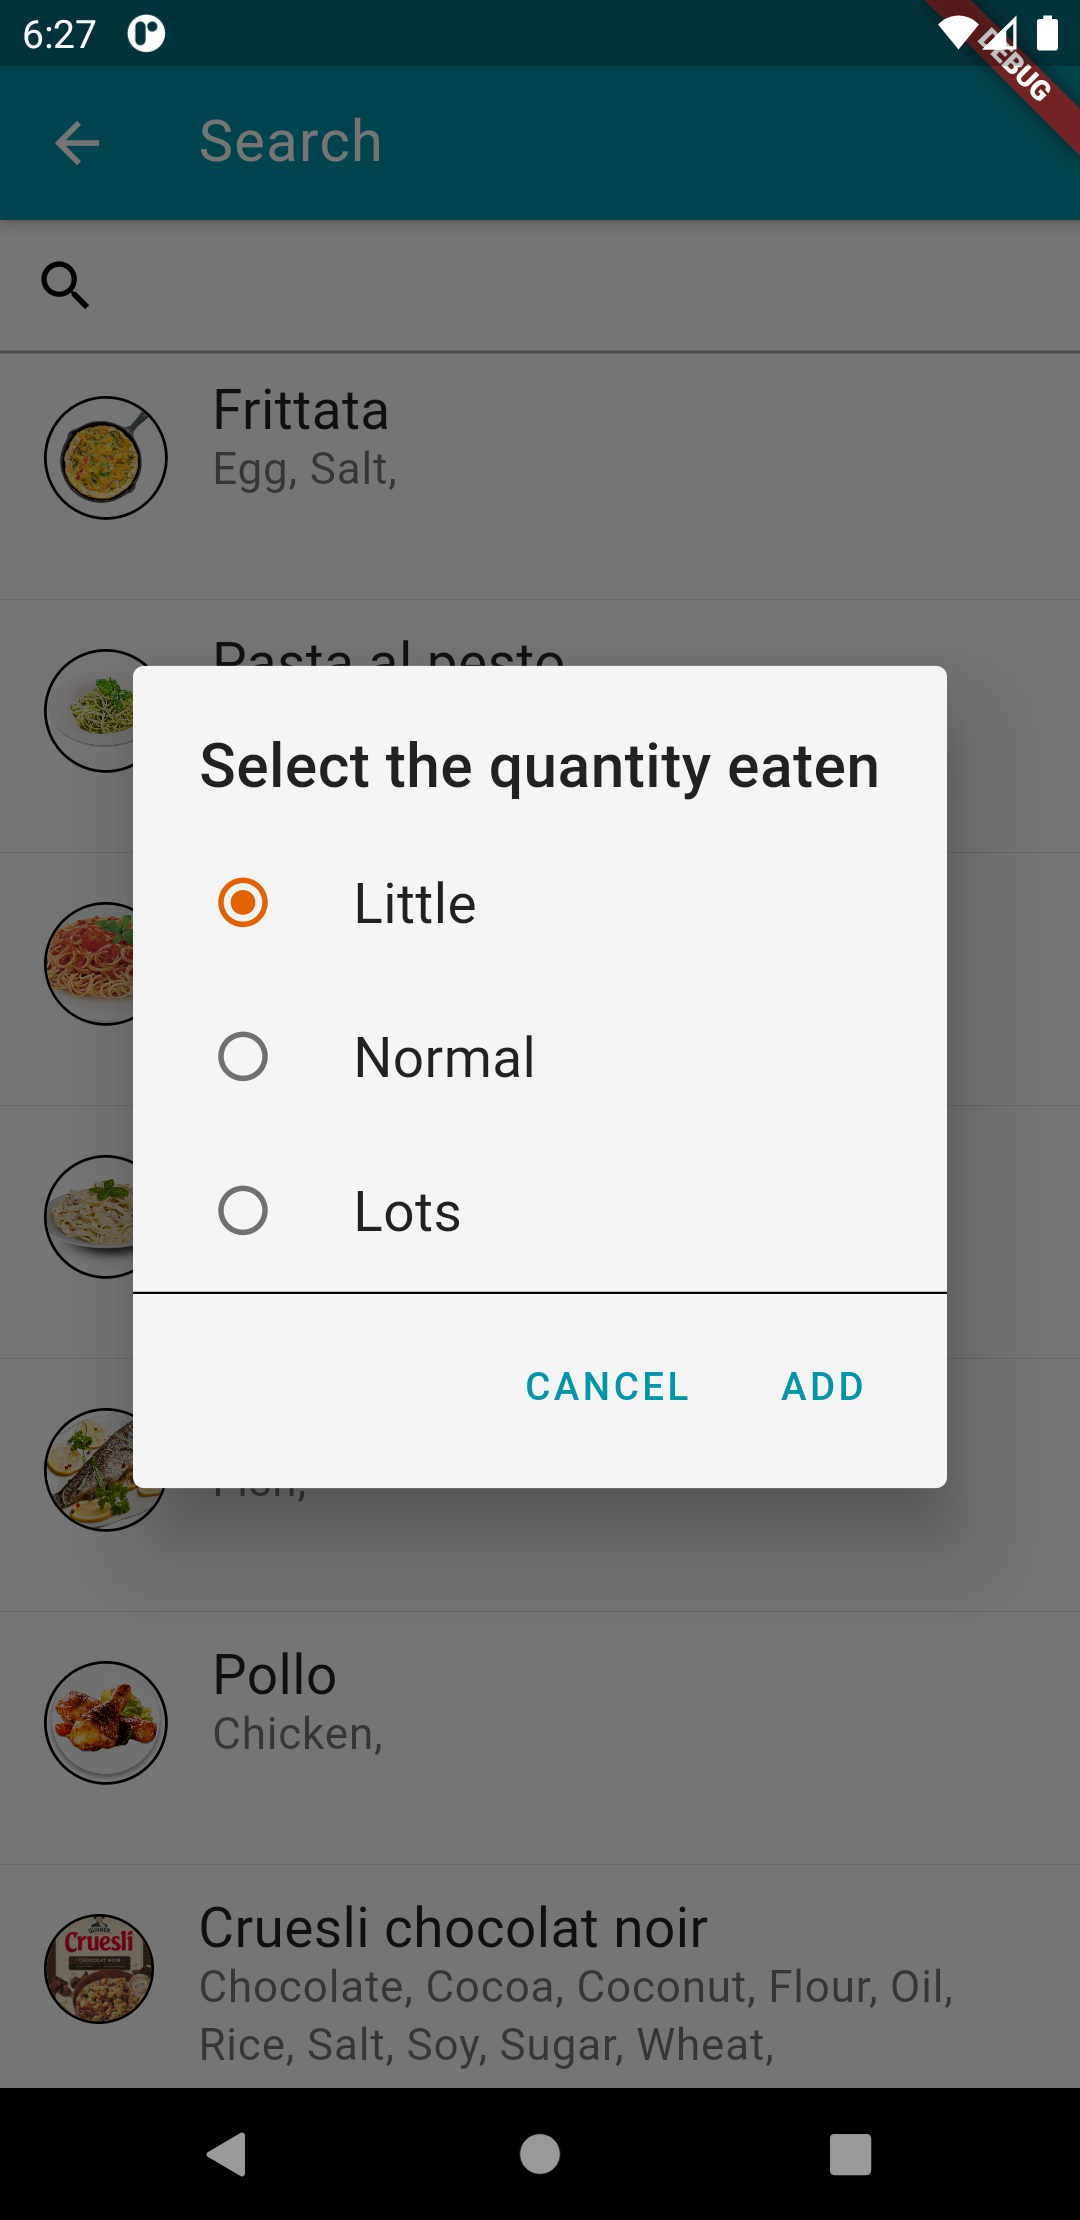 6:27
DEBUG
Search
Frittata
Egg, Salt,
Pasta al pesto
Select the quantity eaten
Little
Normal
Lots
CANCEL ADD
Fish,
Pollo
Chicken,
Cruesli
Cruesli chocolat noir
Chocolate, Cocoa, Coconut, Flour, Oil,
Rice, Salt, Soy, Sugar, Wheat,